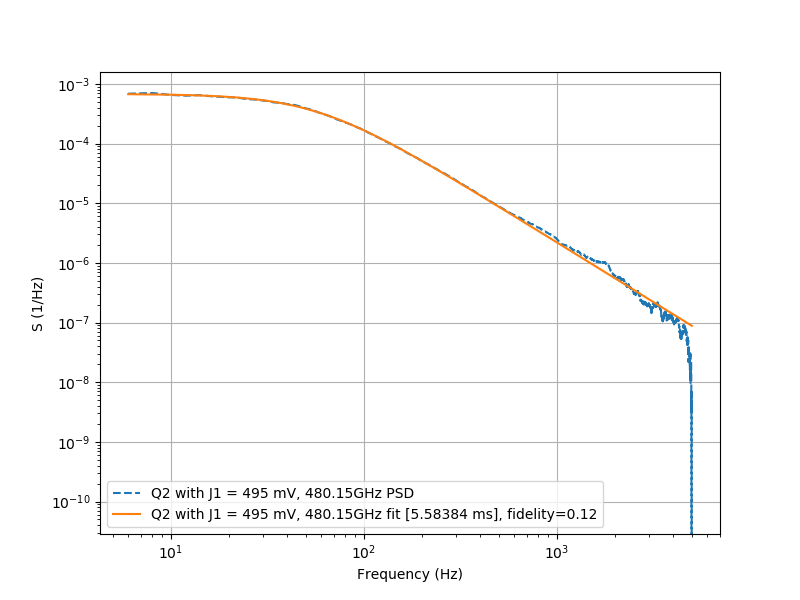 10⁻³
10⁻⁴
10⁻⁵
10⁻⁶
10⁻⁷
10⁻⁸
10⁻⁹
10⁻¹⁰
S (1/Hz)
Q2 with J1 = 495 mV, 480.15GHz PSD
Q2 with J1 = 495 mV, 480.15GHz fit [5.58384 ms], fidelity=0.12
10¹ 10² 10³
Frequency (Hz)